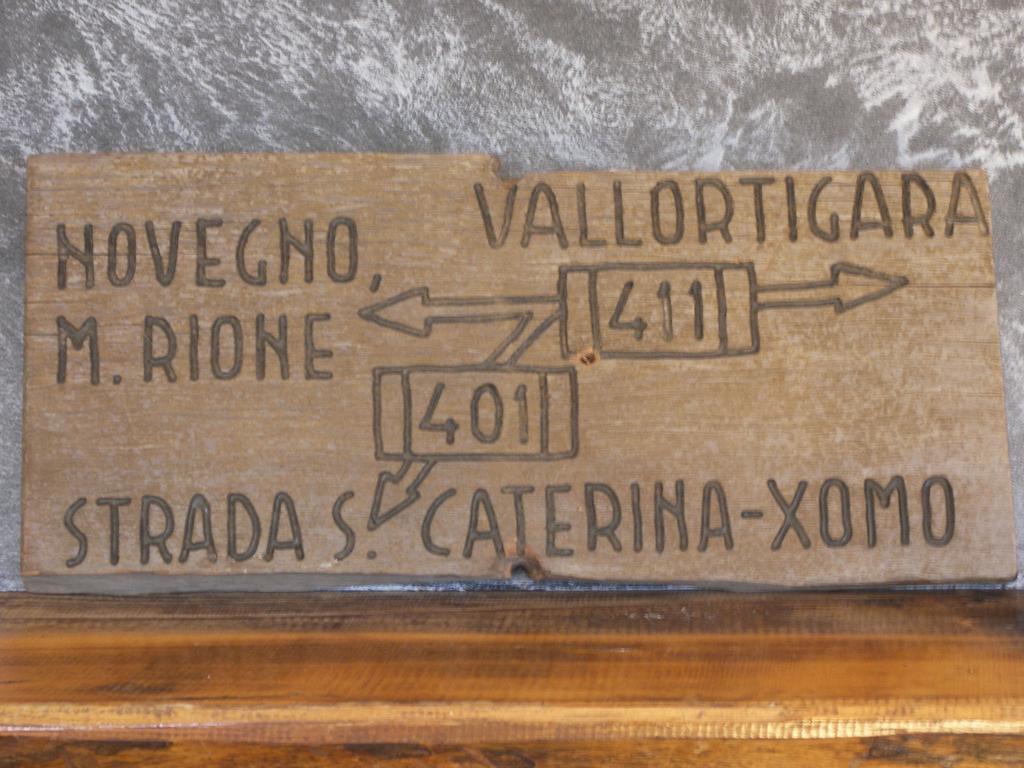 VALLORTIGARA
NOVEGNO,
M. RIONE
411
401
STRADA S. CATERINA-XOMO